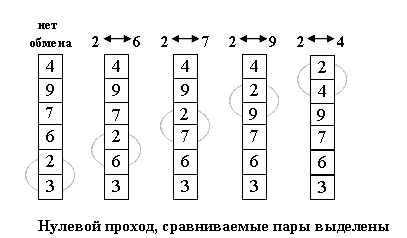 нет
обмена 2 6 2 7 2 9 2 4
4 4 4 4 2
9 9 9 2 4
7 7 2 9 9
6 2 7 7 7
2 6 6 6 6
3 3 3 3 3
Нулевой проход, сравниваемые пары выделены